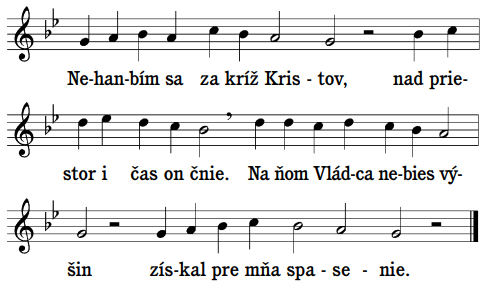 Ne-han-bím sa za kríž Kris - tov, nad prie-
stor i čas on čnie. Na ňom Vlád-ca ne-bies vý-
šin zís-kal pre mňa spa - se - nie.